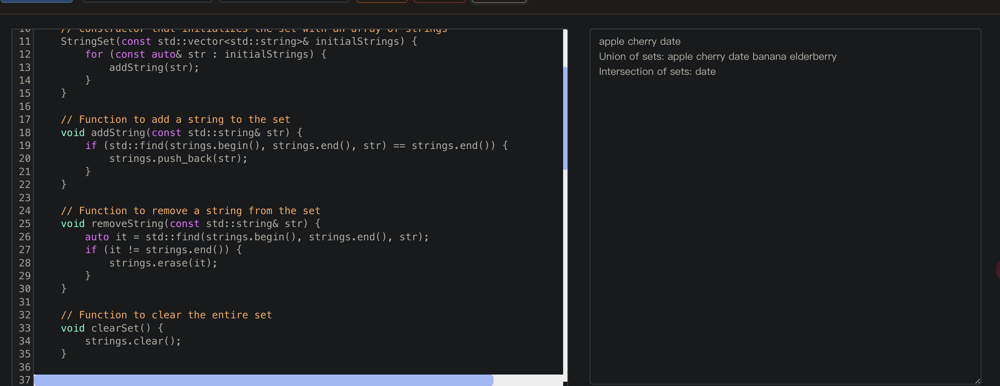 10    // Constructor that initializes the set with an array of strings
11    StringSet(const std::vector<std::string>& initialStrings) {
12        for (const auto& str : initialStrings) {
13            addString(str);
14        }
15    }
16
17    // Function to add a string to the set
18    void addString(const std::string& str) {
19        if (std::find(strings.begin(), strings.end(), str) == strings.end()) {
20            strings.push_back(str);
21        }
22    }
23
24    // Function to remove a string from the set
25    void removeString(const std::string& str) {
26        auto it = std::find(strings.begin(), strings.end(), str);
27        if (it != strings.end()) {
28            strings.erase(it);
29        }
30    }
31
32    // Function to clear the entire set
33    void clearSet() {
34        strings.clear();
35    }
36
37
apple cherry date
Union of sets: apple cherry date banana elderberry
Intersection of sets: date